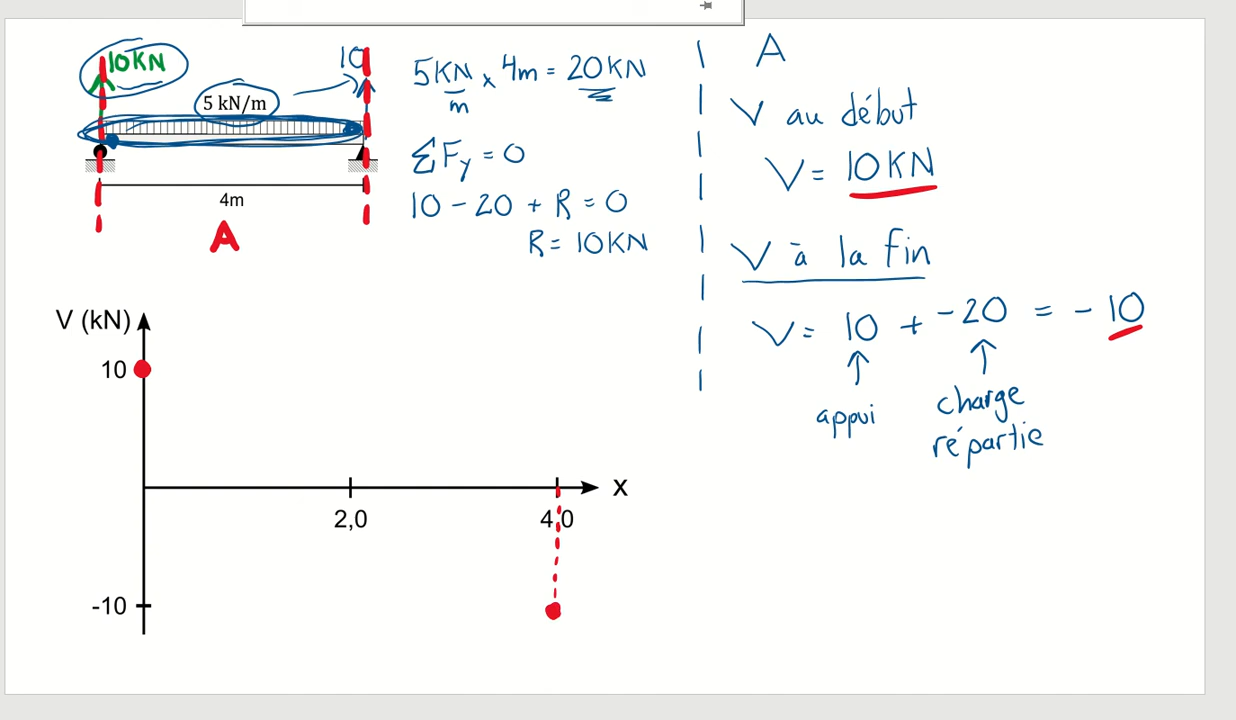 10KN
10
5 kN/m
4m
A
5KN/m x 4m = 20KN
ΣFy = 0
10 - 20 + R = 0
R = 10KN
A
V au début
V = 10KN
V à la fin
V = 10 + -20 = -10
appui
charge
répartie
V (kN)
10
x
2,0
4,0
-10